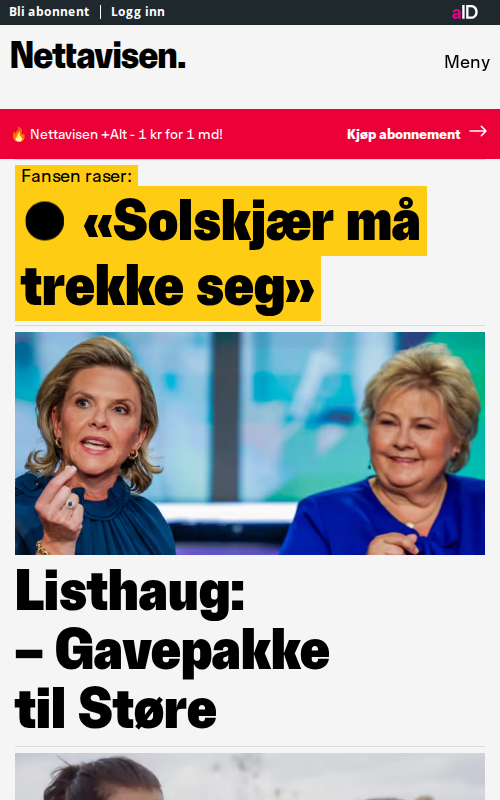 Bli abonnent | Logg inn
aID
Nettavisen.
Meny
🔥 Nettavisen +Alt - 1 kr for 1 md!
Kjøp abonnement →
Fansen raser:
● «Solskjær må
trekke seg»
Listhaug:
– Gavepakke
til Støre